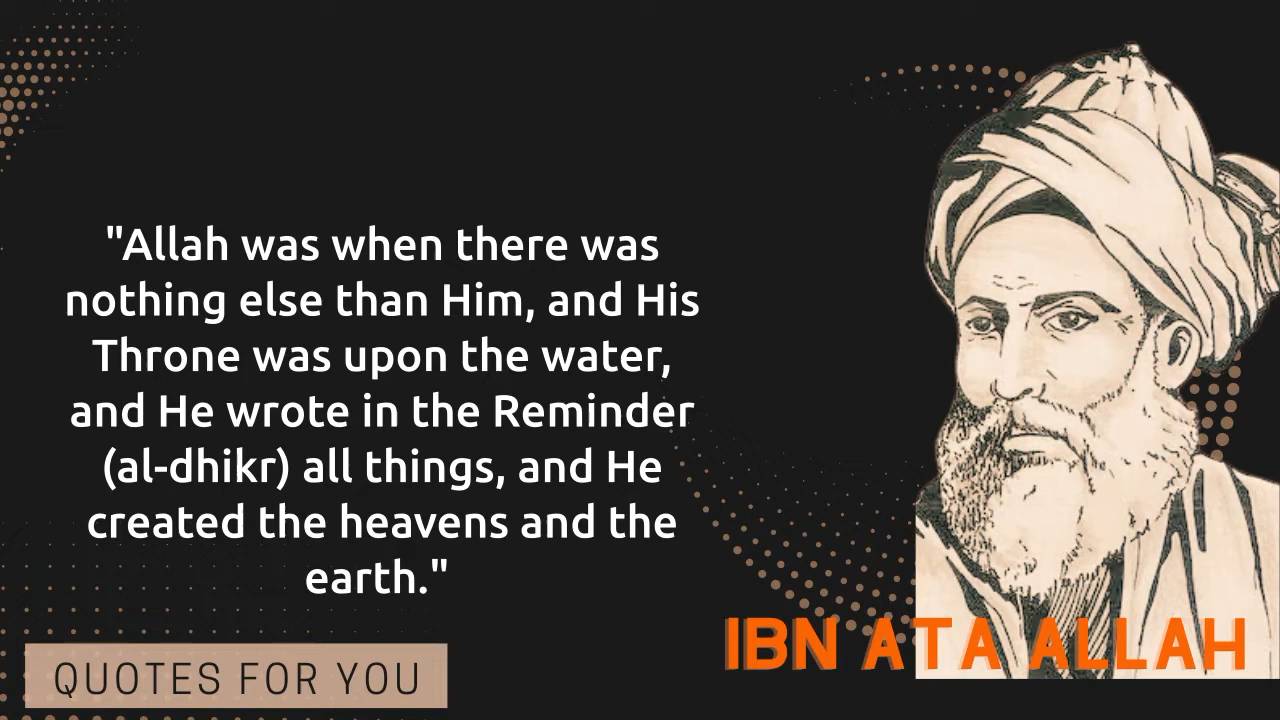 "Allah was when there was
nothing else than Him, and His
Throne was upon the water,
and He wrote in the Reminder
(al-dhikr) all things, and He
created the heavens and the
earth."
IBN ATA ALLAH
QUOTES FOR YOU